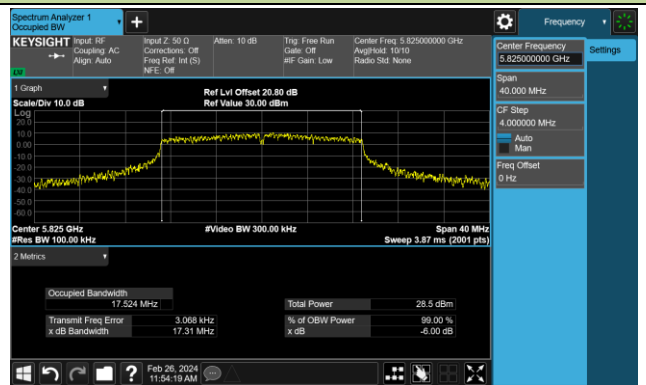 Spectrum Analyzer 1
Occupied BW
Frequency
KEYSIGHT
Input: RF
Coupling: AC
Align: Auto
Input Z: 50 Ω
Corrections: Off
Freq Ref: Int (S)
NFE: Off
Atten: 10 dB
Trig: Free Run
Gate: Off
#IF Gain: Low
Center Freq: 5.825000000 GHz
Avg|Hold: 10/10
Radio Std: None
Center Frequency
5.825000000 GHz
Settings
Span
40.000 MHz
CF Step
4.000000 MHz
Auto
Man
Freq Offset
0 Hz
1 Graph
Scale/Div 10.0 dB
Ref Lvl Offset 20.80 dB
Ref Value 30.00 dBm
Log
20.0
10.0
0.00
-10.0
-20.0
-30.0
-40.0
-50.0
-60.0
Center 5.825 GHz
#Video BW 300.00 kHz
Span 40 MHz
#Res BW 100.00 kHz
Sweep 3.87 ms (2001 pts)
2 Metrics
Occupied Bandwidth
17.524 MHz
Total Power 28.5 dBm
Transmit Freq Error 3.068 kHz
% of OBW Power 99.00 %
x dB Bandwidth 17.31 MHz
x dB -6.00 dB
Feb 26, 2024
11:54:19 AM